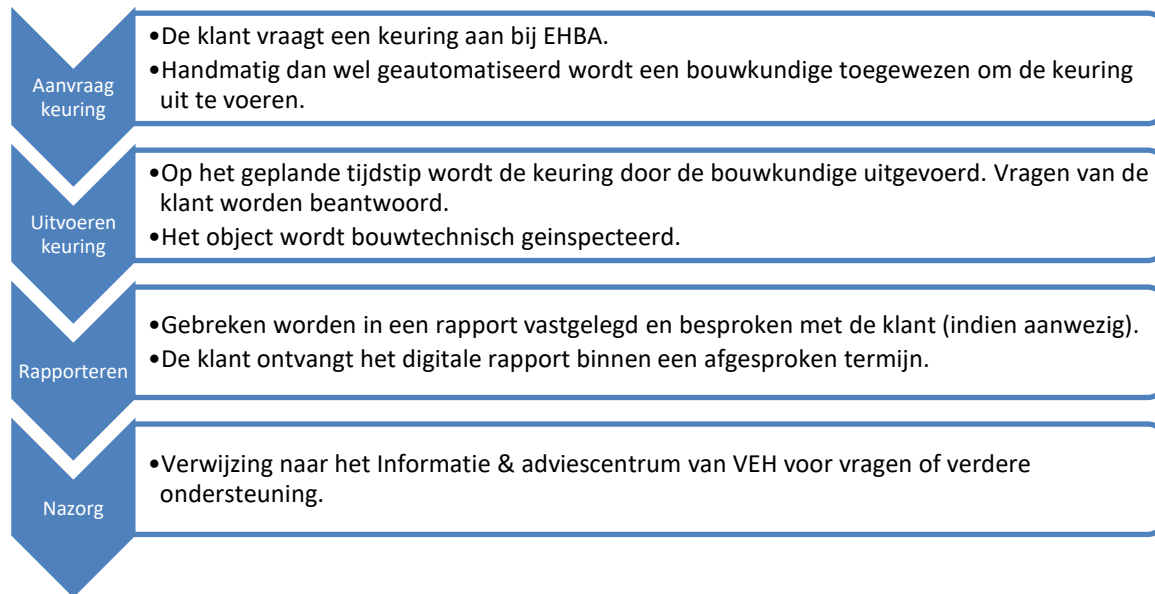 Aanvraag
keuring
•De klant vraagt een keuring aan bij EHBA.
•Handmatig dan wel geautomatiseerd wordt een bouwkundige toegewezen om de keuring
uit te voeren.
Uitvoeren
keuring
•Op het geplande tijdstip wordt de keuring door de bouwkundige uitgevoerd. Vragen van de
klant worden beantwoord.
•Het object wordt bouwtechnisch geinspecteerd.
Rapporteren
•Gebreken worden in een rapport vastgelegd en besproken met de klant (indien aanwezig).
•De klant ontvangt het digitale rapport binnen een afgesproken termijn.
Nazorg
•Verwijzing naar het Informatie & adviescentrum van VEH voor vragen of verdere
ondersteuning.